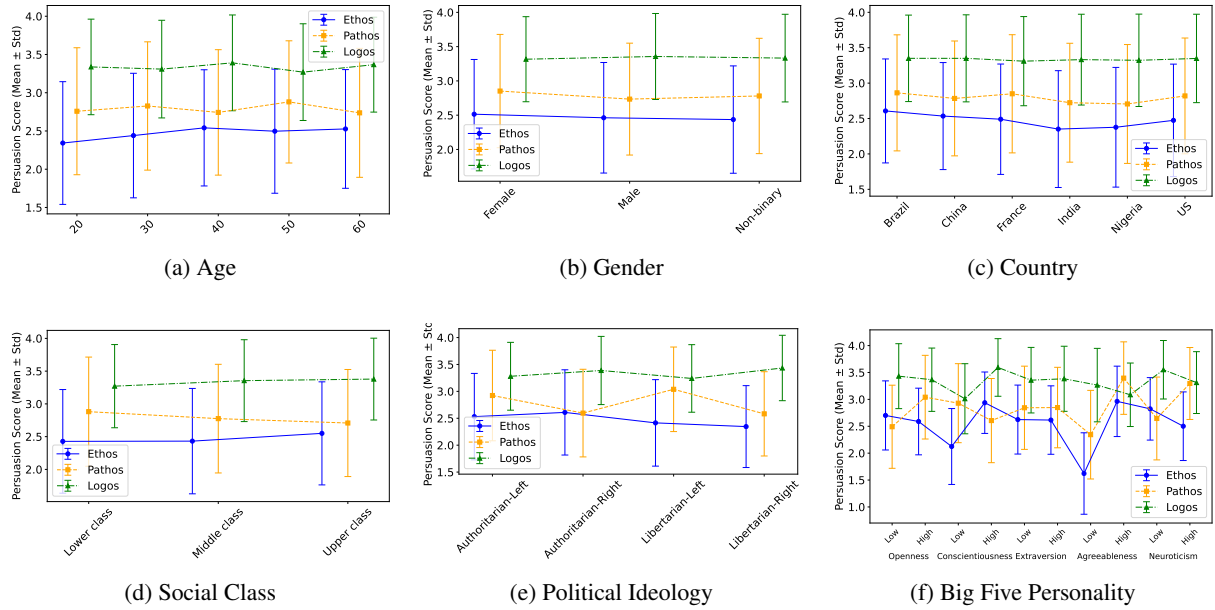 Persuasion Score (Mean ± Std)
4.0
3.5
3.0
2.5
2.0
1.5
20
30
40
50
60
Ethos
Pathos
Logos
(a) Age
Persuasion Score (Mean ± Std)
4.0
3.5
3.0
2.5
2.0
Female
Male
Non-binary
Ethos
Pathos
Logos
(b) Gender
Persuasion Score (Mean ± Std)
4.0
3.5
3.0
2.5
2.0
1.5
Brazil
China
France
India
Nigeria
US
Ethos
Pathos
Logos
(c) Country
Persuasion Score (Mean ± Std)
4.0
3.5
3.0
2.5
2.0
Lower class
Middle class
Upper class
Ethos
Pathos
Logos
(d) Social Class
Persuasion Score (Mean ± Std
4.0
3.5
3.0
2.5
2.0
1.5
Authoritarian-Left
Authoritarian-Right
Libertarian-Left
Libertarian-Right
Ethos
Pathos
Logos
(e) Political Ideology
Persuasion Score (Mean ± Std)
4.0
3.5
3.0
2.5
2.0
1.5
1.0
Low High Low High Low High Low High Low High
Openness Conscientiousness Extraversion Agreeableness Neuroticism
Ethos
Pathos
Logos
(f) Big Five Personality